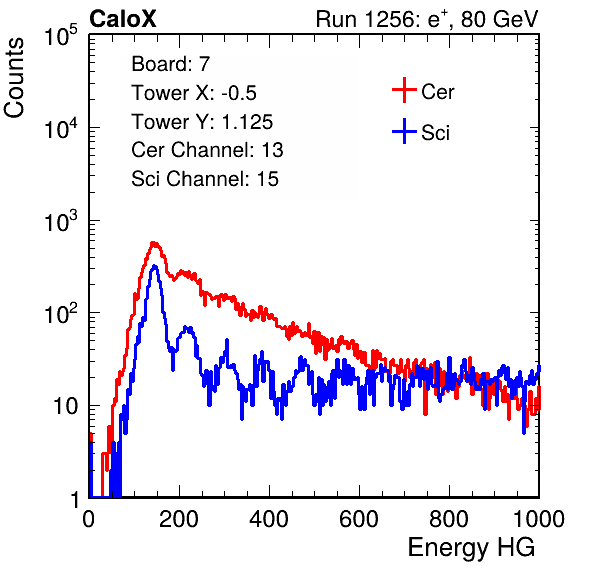 CaloX Run 1256: e⁺, 80 GeV
Counts
10⁵
10⁴
10³
10²
10
1
Board: 7
Tower X: -0.5
Tower Y: 1.125
Cer Channel: 13
Sci Channel: 15
Cer
Sci
0 200 400 600 800 1000
Energy HG